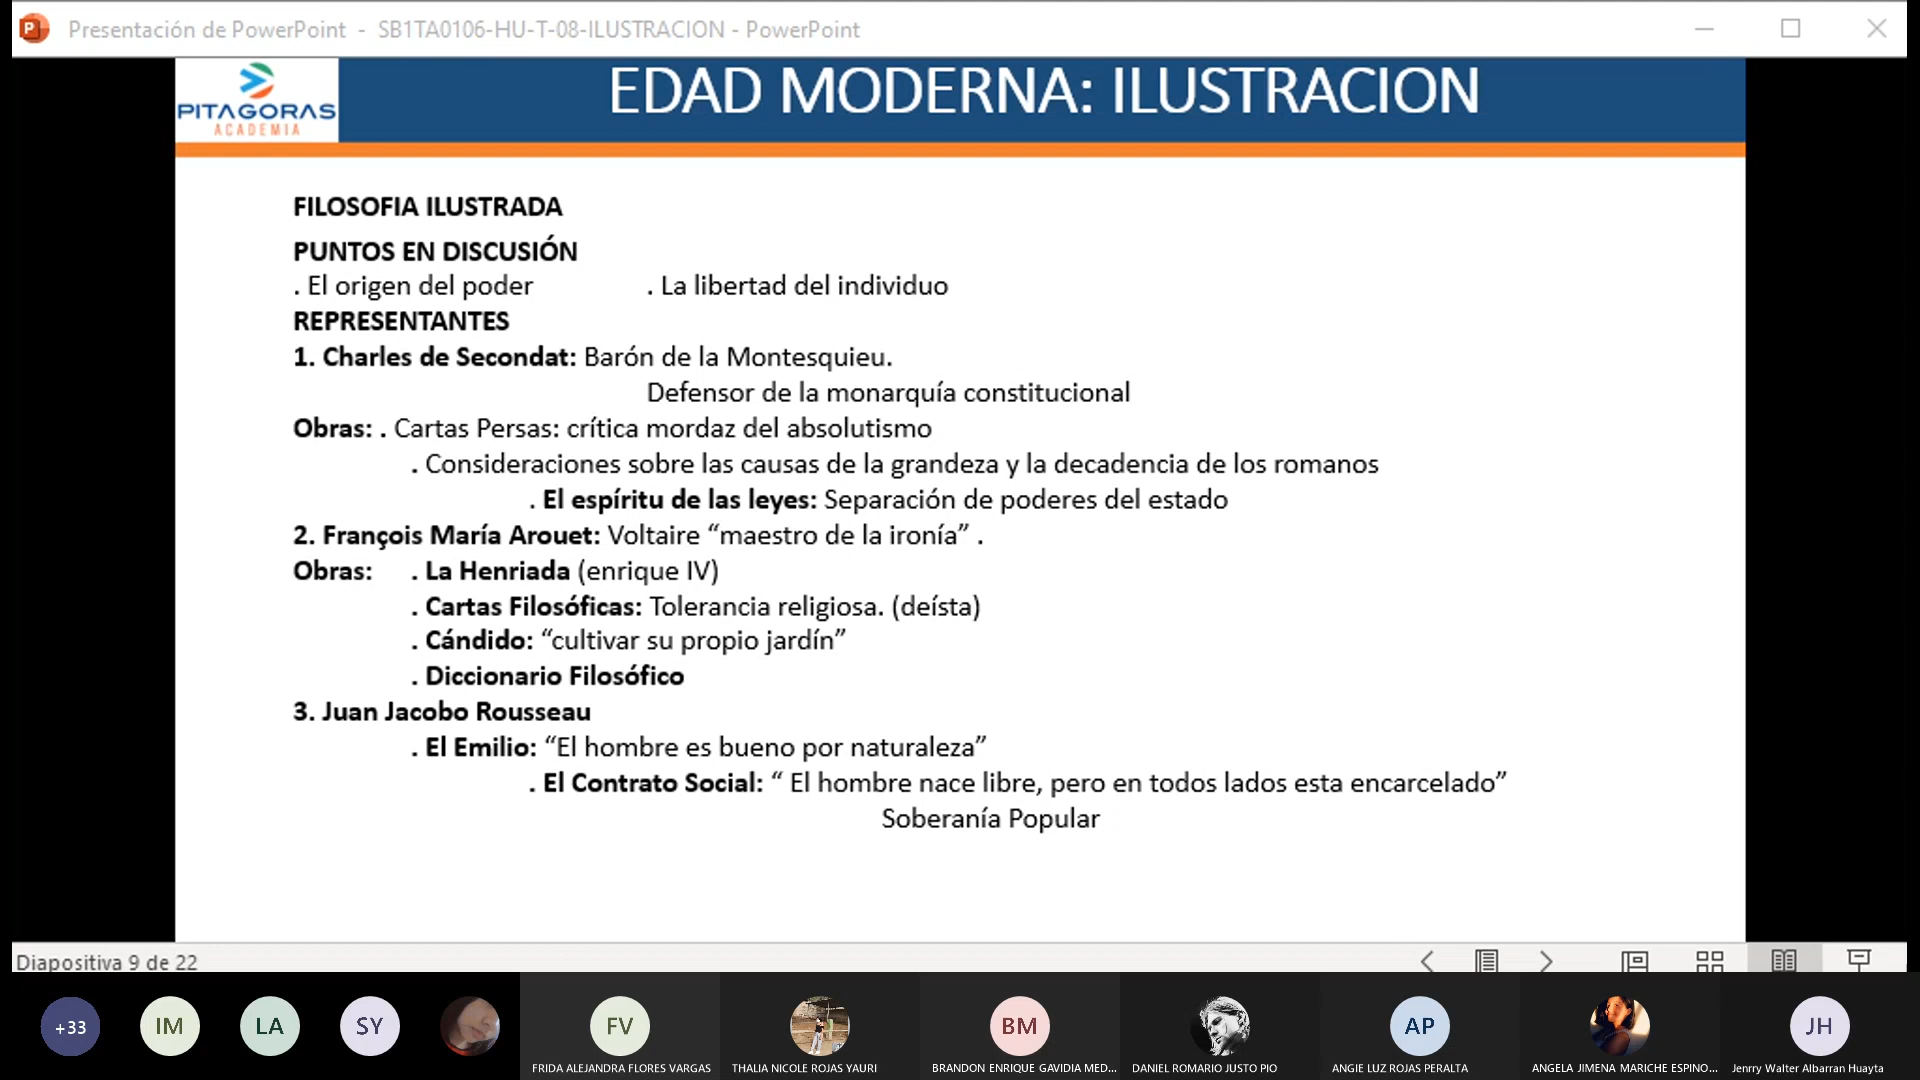 Presentación de PowerPoint - SB1TA0106-HU-T-08-ILUSTRACION - PowerPoint
PITAGORAS
ACADEMIA
EDAD MODERNA: ILUSTRACION
FILOSOFIA ILUSTRADA
PUNTOS EN DISCUSIÓN
. El origen del poder . La libertad del individuo
REPRESENTANTES
1. Charles de Secondat: Barón de la Montesquieu.
Defensor de la monarquía constitucional
Obras: . Cartas Persas: crítica mordaz del absolutismo
. Consideraciones sobre las causas de la grandeza y la decadencia de los romanos
. El espíritu de las leyes: Separación de poderes del estado
2. François María Arouet: Voltaire “maestro de la ironía” .
Obras: . La Henriada (enrique IV)
. Cartas Filosóficas: Tolerancia religiosa. (deísta)
. Cándido: “cultivar su propio jardín”
. Diccionario Filosófico
3. Juan Jacobo Rousseau
. El Emilio: “El hombre es bueno por naturaleza”
. El Contrato Social: “ El hombre nace libre, pero en todos lados esta encarcelado”
Soberanía Popular
Diapositiva 9 de 22
+33 IM LA SY FV BM AP JH
FRIDA ALEJANDRA FLORES VARGAS THALIA NICOLE ROJAS YAURI BRANDON ENRIQUE GAVIDIA MED... DANIEL ROMARIO JUSTO PIO ANGIE LUZ ROJAS PERALTA ANGELA JIMENA MARICHE ESPINO... Jenrry Walter Albarran Huayta